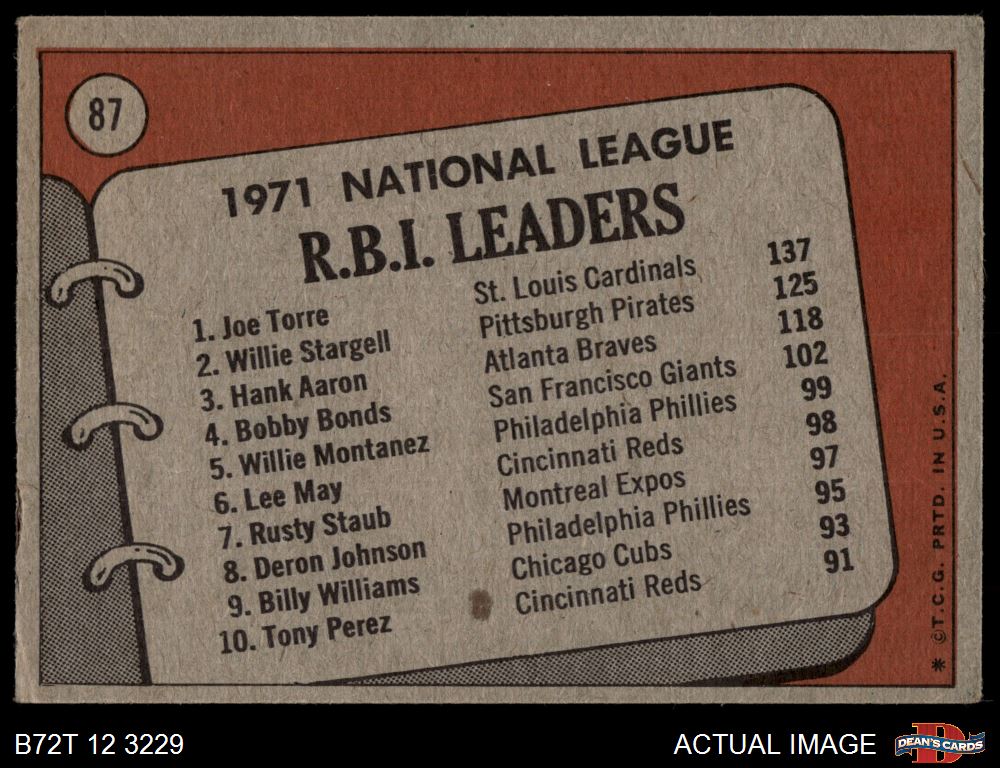 87
1971 NATIONAL LEAGUE
R.B.I. LEADERS
1. Joe Torre St. Louis Cardinals 137
2. Willie Stargell Pittsburgh Pirates 125
3. Hank Aaron Atlanta Braves 118
4. Bobby Bonds San Francisco Giants 102
5. Willie Montanez Philadelphia Phillies 99
6. Lee May Cincinnati Reds 98
7. Rusty Staub Montreal Expos 97
8. Deron Johnson Philadelphia Phillies 95
9. Billy Williams Chicago Cubs 93
10. Tony Perez Cincinnati Reds 91
* ©T.C.G. PRTD. IN U.S.A.
B72T 12 3229
ACTUAL IMAGE
D
DEAN'S CARDS